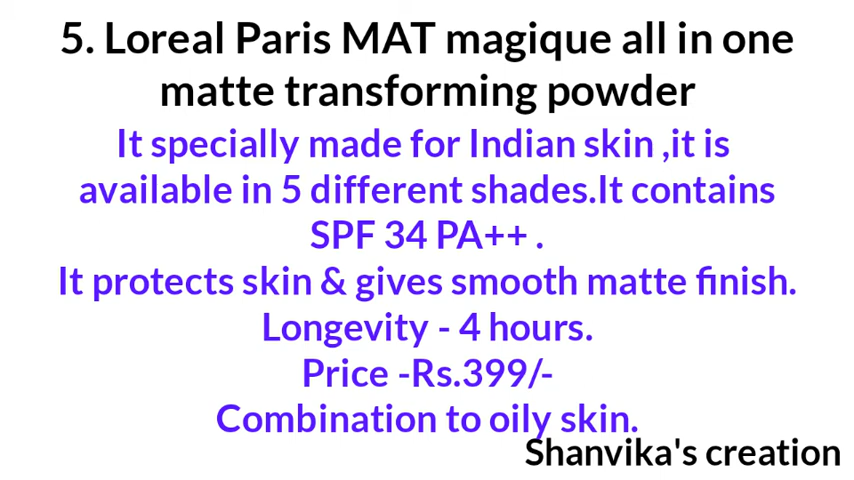 5. Loreal Paris MAT magique all in one
matte transforming powder
It specially made for Indian skin ,it is
available in 5 different shades.It contains
SPF 34 PA++ .
It protects skin & gives smooth matte finish.
Longevity - 4 hours.
Price -Rs.399/-
Combination to oily skin.
Shanvika's creation